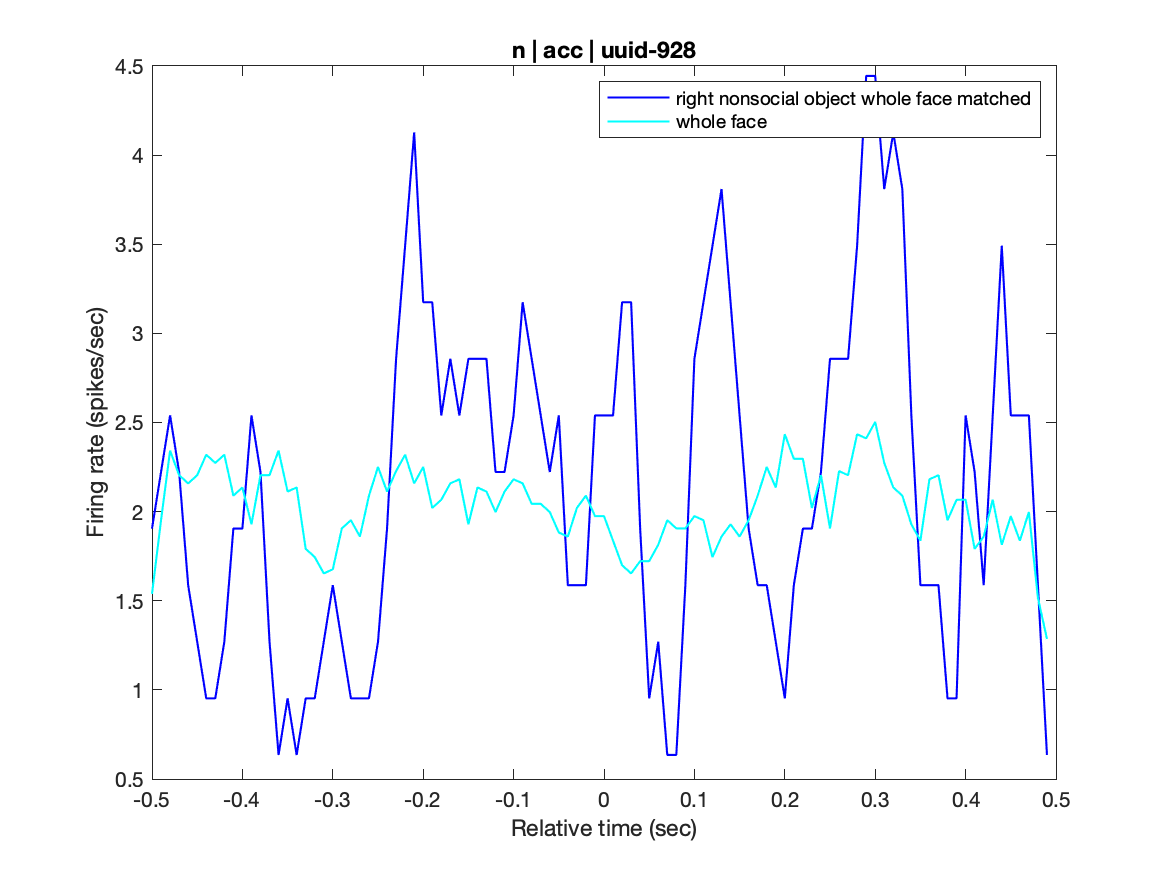 n | acc | uuid-928
right nonsocial object whole face matched
whole face
Firing rate (spikes/sec)
4.5
4
3.5
3
2.5
2
1.5
1
0.5
-0.5 -0.4 -0.3 -0.2 -0.1 0 0.1 0.2 0.3 0.4 0.5
Relative time (sec)